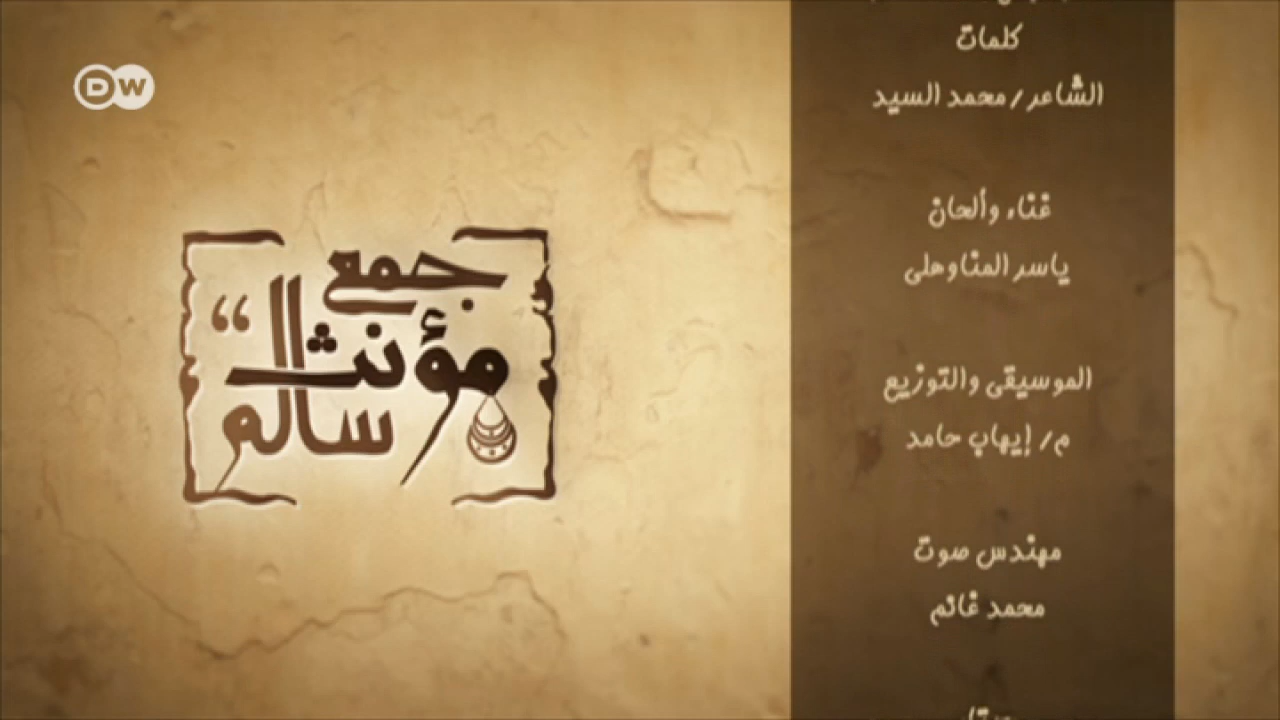 DW
جمع
مؤنث
سالم
كلمات
الشاعر / محمد السيد
غناء وألحان
ياسر المناوهلى
الموسيقى والتوزيع
م/ إيهاب حامد
مهندس صوت
محمد غانم